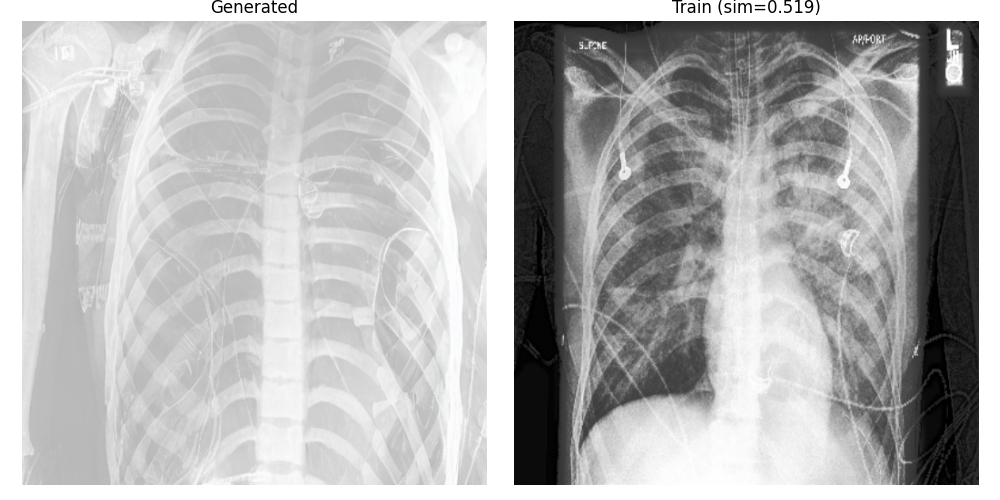 Generated
Train (sim=0.519)
SUPINE
AP/PORT
L